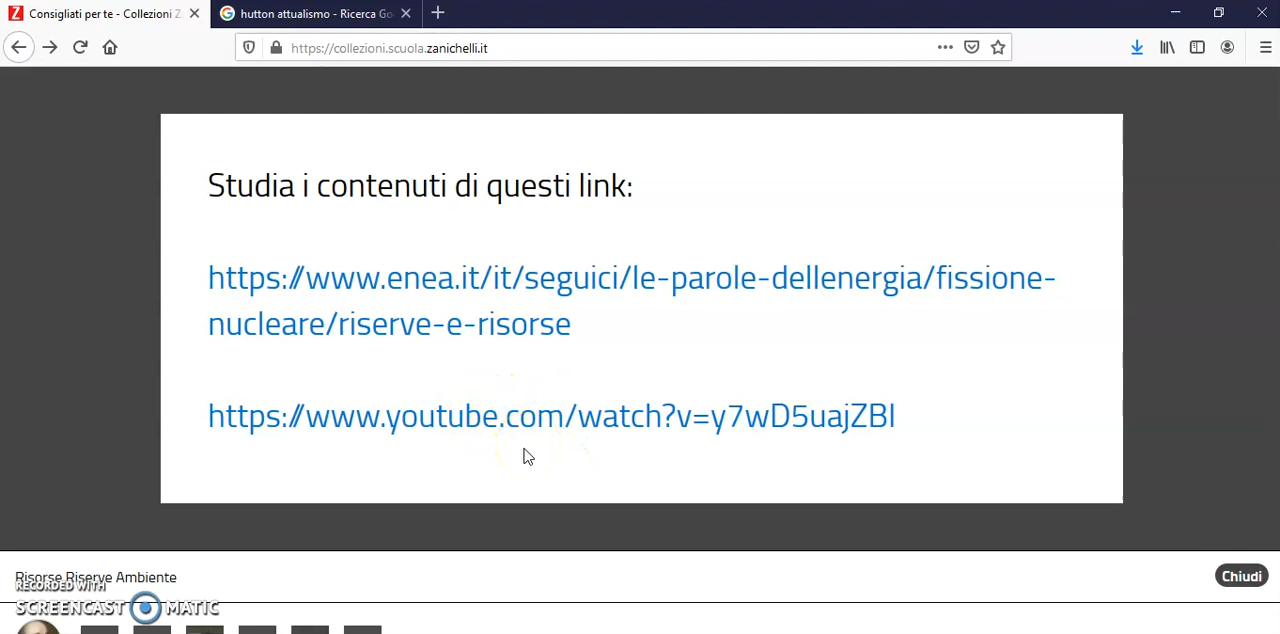 Consigliati per te - Collezioni Z
hutton attualismo - Ricerca Go
https://collezioni.scuola.zanichelli.it
Studia i contenuti di questi link:
https://www.enea.it/it/seguici/le-parole-dellenergia/fissione-
nucleare/riserve-e-risorse
https://www.youtube.com/watch?v=y7wD5uajZBI
Risorse Riserve Ambiente
Chiudi
RECORDED WITH
SCREENCAST MATIC